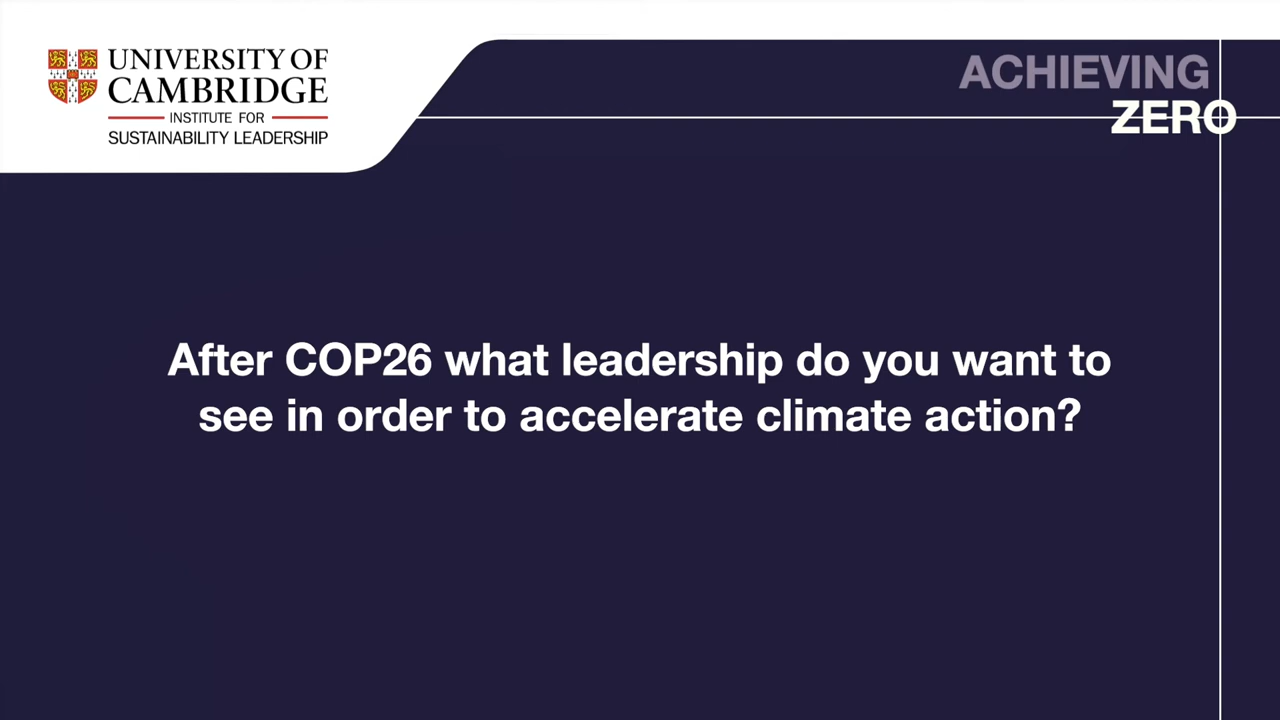 UNIVERSITY OF
CAMBRIDGE
INSTITUTE FOR
SUSTAINABILITY LEADERSHIP
ACHIEVING
ZERO
After COP26 what leadership do you want to
see in order to accelerate climate action?